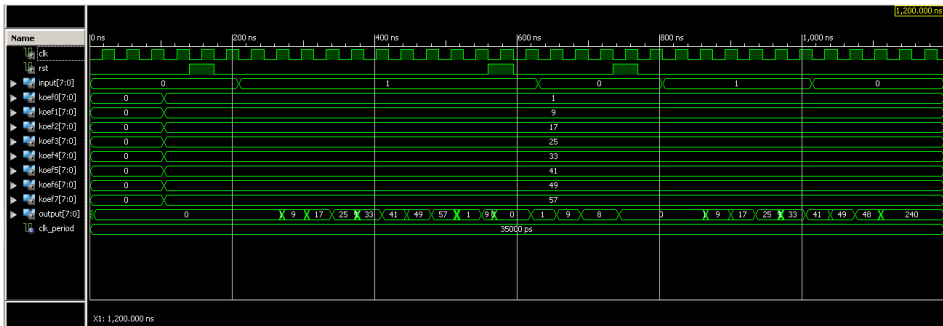 1,200.000 ns
Name
0 ns 200 ns 400 ns 600 ns 800 ns 1,000 ns
clk
rst
input[7:0] 0 1 0 1 0
koef0[7:0] 0 1
koef1[7:0] 0 9
koef2[7:0] 0 17
koef3[7:0] 0 25
koef4[7:0] 0 33
koef5[7:0] 0 41
koef6[7:0] 0 49
koef7[7:0] 0 57
output[7:0] 0 9 17 25 33 41 49 57 1 9 0 1 9 8 0 9 17 25 33 41 49 48 240
clk_period 35000 ps
X1: 1,200.000 ns